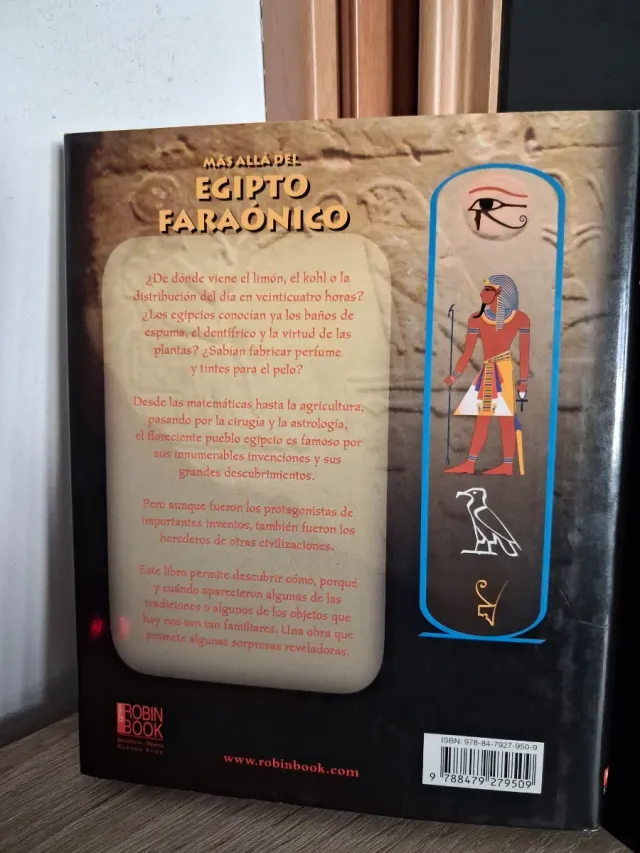 MÁS ALLÁ DEL
EGIPTO
FARAÓNICO
¿De dónde viene el limón, el kohl o la
distribución del día en veinticuatro horas?
¿Los egipcios conocían ya los baños de
espuma, el dentífrico y la virtud de las
plantas? ¿Sabían fabricar perfume
y tintes para el pelo?
Desde las matemáticas hasta la agricultura,
pasando por la cirugía y la astrología,
el floreciente pueblo egipcio es famoso por
sus innumerables invenciones y sus
grandes descubrimientos.
Pero aunque fueron los protagonistas de
importantes inventos, también fueron los
herederos de otras civilizaciones.
Este libro permite descubrir cómo, porqué
y cuándo aparecieron algunas de las
tradiciones o algunos de los objetos que
hoy nos son tan familiares. Una obra que
promete algunas sorpresas reveladoras.
ROBIN
BOOK
Barcelona - México
Buenos Aires
www.robinbook.com
ISBN: 978-84-7927-950-9
9 788479 279509